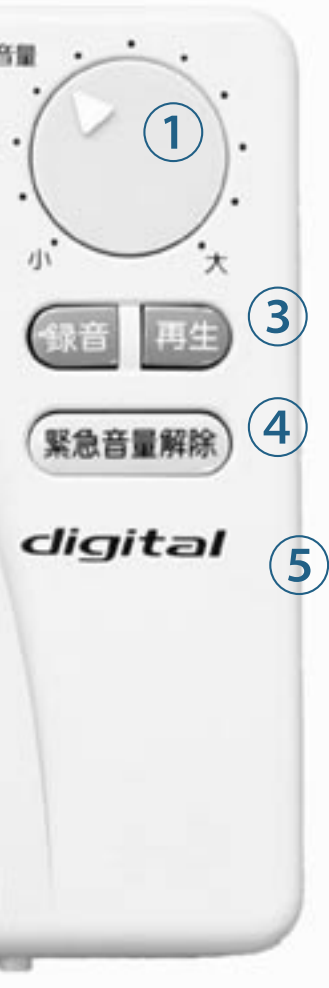 音量
①
小 大
録音 再生 ③
緊急音量解除 ④
digital ⑤